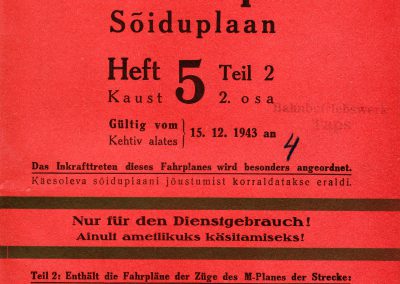 Sõiduplaan
Heft 5 Teil 2
Kaust 2. osa
Bahnbetriebswerk
Taps
Gültig vom
Kehtiv alates
15. 12. 1943 an
4
Das Inkrafttreten dieses Fahrplanes wird besonders angeordnet.
Käesoleva sõiduplaani jõustumist korraldatakse eraldi.
Nur für den Dienstgebrauch!
Ainult ametlikuks käsitamiseks!
Teil 2: Enthält die Fahrpläne der Züge des M-Planes der Strecke: